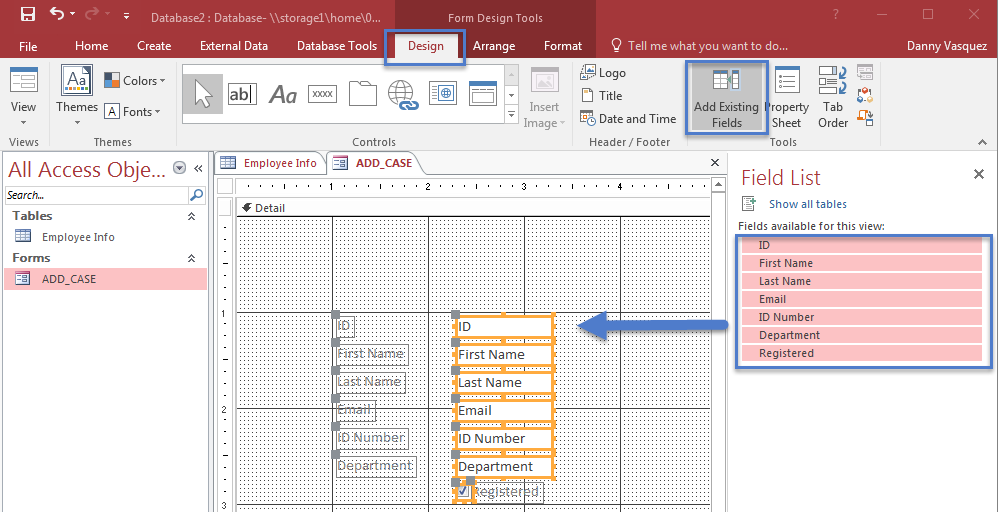 Database2 : Database- \\storage1\home\0...
Form Design Tools
File
Home
Create
External Data
Database Tools
Design
Arrange
Format
Tell me what you want to do...
Danny Vasquez
View
Views
Aa
Themes
Colors
Aa Fonts
Themes
ab
Aa
xxxx
Controls
Insert
Image
Logo
Title
Date and Time
Header / Footer
Add Existing
Fields
Property
Sheet
Tab
Order
Tools
All Access Obje...
Search...
Tables
Employee Info
Forms
ADD_CASE
Employee Info
ADD_CASE
1
2
3
4
Detail
1
2
3
ID
ID
First Name
First Name
Last Name
Last Name
Email
Email
ID Number
ID Number
Department
Department
Registered
Field List
Show all tables
Fields available for this view:
ID
First Name
Last Name
Email
ID Number
Department
Registered